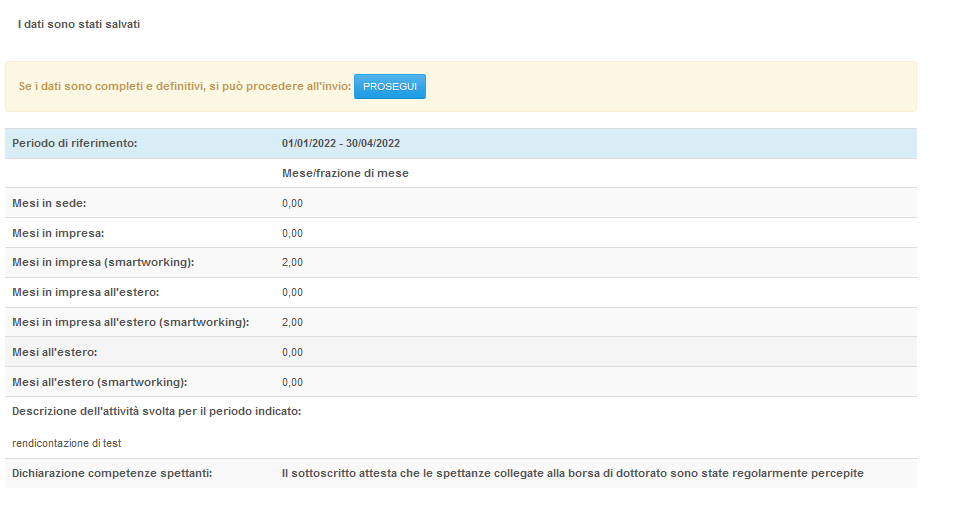 I dati sono stati salvati
Se i dati sono completi e definitivi, si può procedere all'invio: PROSEGUI
Periodo di riferimento: 01/01/2022 - 30/04/2022
Mese/frazione di mese
Mesi in sede: 0,00
Mesi in impresa: 0,00
Mesi in impresa (smartworking): 2,00
Mesi in impresa all'estero: 0,00
Mesi in impresa all'estero (smartworking): 2,00
Mesi all'estero: 0,00
Mesi all'estero (smartworking): 0,00
Descrizione dell'attività svolta per il periodo indicato:
rendicontazione di test
Dichiarazione competenze spettanti: Il sottoscritto attesta che le spettanze collegate alla borsa di dottorato sono state regolarmente percepite